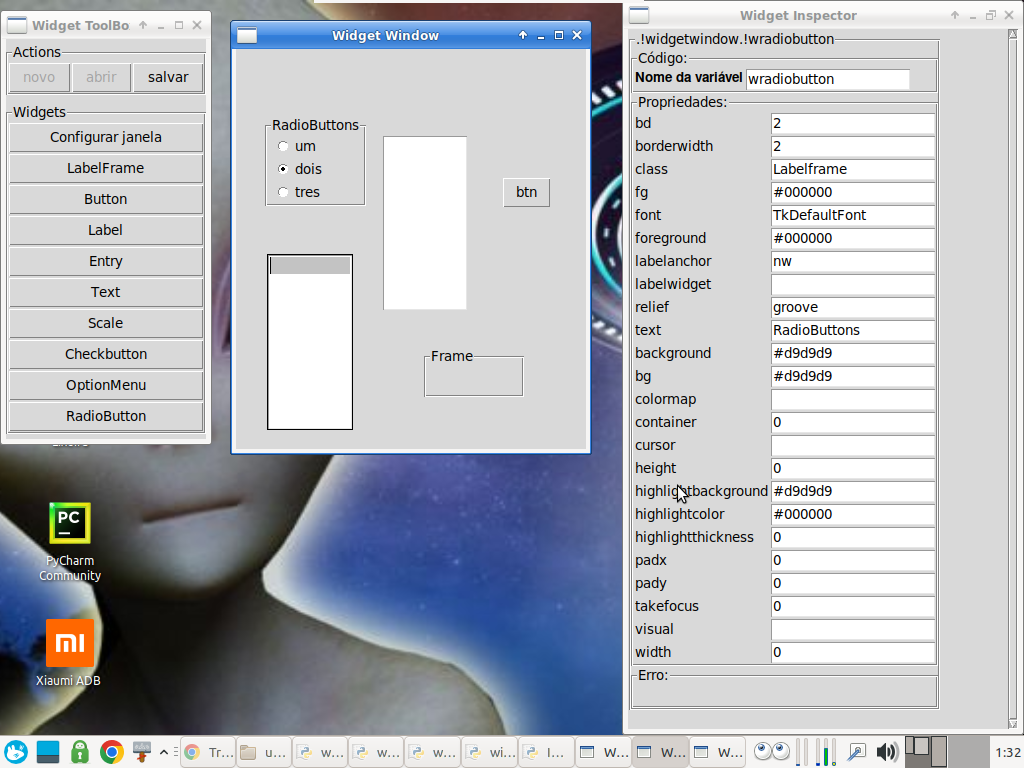 Widget ToolBo
Actions
novo
abrir
salvar
Widgets
Configurar janela
LabelFrame
Button
Label
Entry
Text
Scale
Checkbutton
OptionMenu
RadioButton
Widget Window
RadioButtons
um
dois
tres
btn
Frame
Widget Inspector
.!widgetwindow.!wradiobutton
Código:
Nome da variável wradiobutton
Propriedades:
bd 2
borderwidth 2
class Labelframe
fg #000000
font TkDefaultFont
foreground #000000
labelanchor nw
labelwidget
relief groove
text RadioButtons
background #d9d9d9
bg #d9d9d9
colormap
container 0
cursor
height 0
highlightbackground #d9d9d9
highlightcolor #000000
highlightthickness 0
padx 0
pady 0
takefocus 0
visual
width 0
Erro:
PC
PyCharm
Community
mi
Xiaumi ADB
Tr... u... w... w... w... wi... I... W... W... W... 1:32